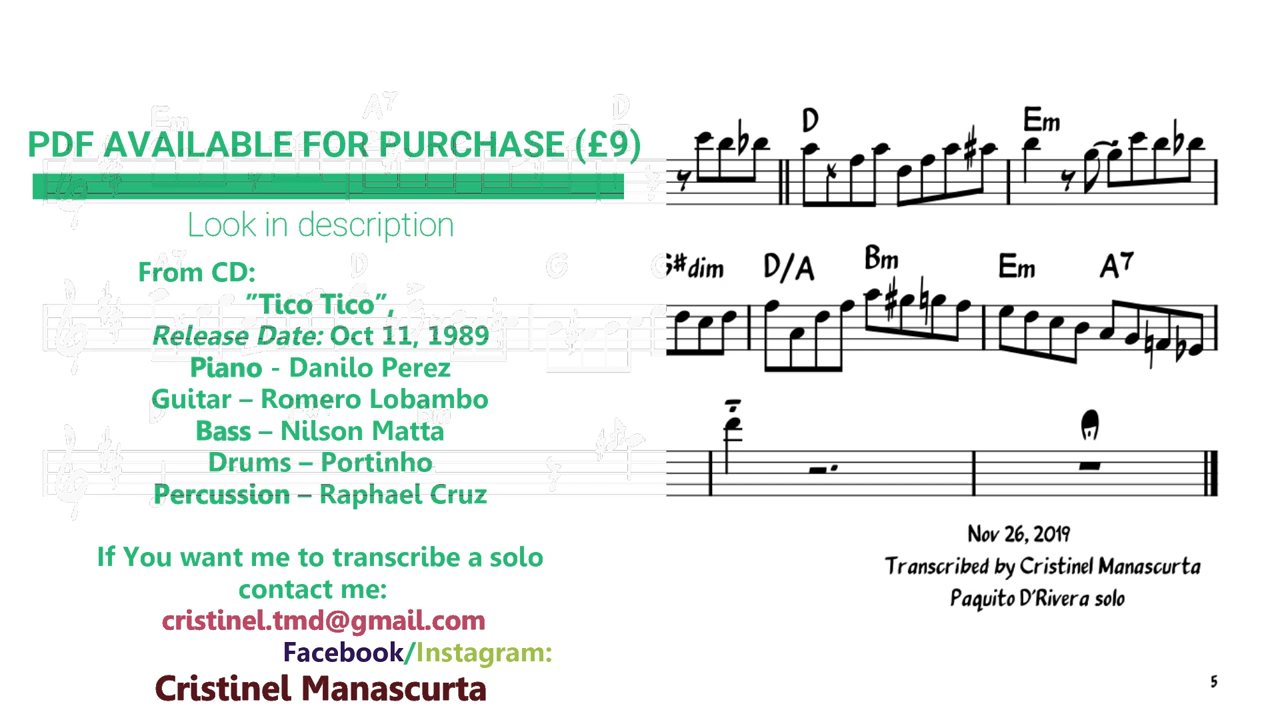 PDF AVAILABLE FOR PURCHASE (£9)
Look in description
From CD:
"Tico Tico",
Release Date: Oct 11, 1989
Piano - Danilo Perez
Guitar – Romero Lobambo
Bass – Nilson Matta
Drums – Portinho
Percussion – Raphael Cruz
If You want me to transcribe a solo
contact me:
cristinel.tmd@gmail.com
Facebook/Instagram:
Cristinel Manascurta
Em A7 D D Em
A7 D G G#dim D/A Bm Em A7
D
Nov 26, 2019
Transcribed by Cristinel Manascurta
Paquito D'Rivera solo
5